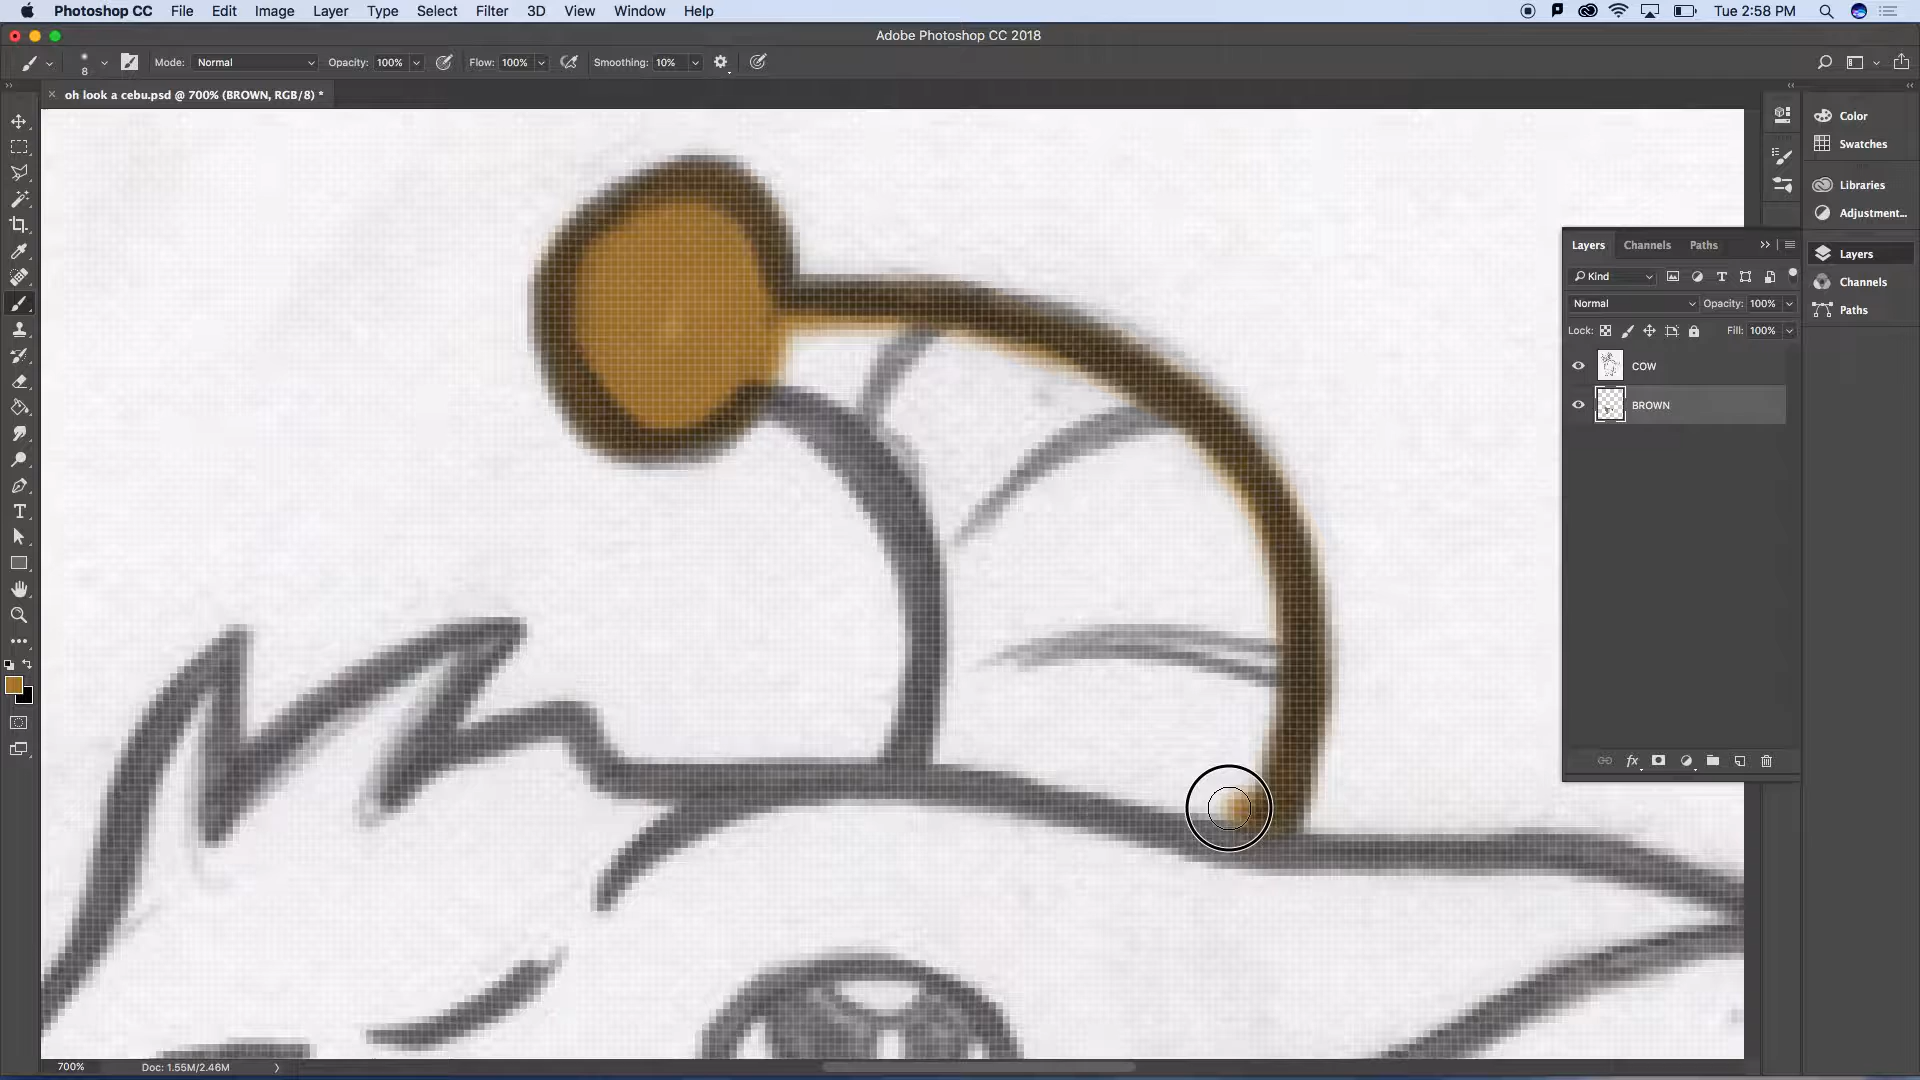 Photoshop CC File Edit Image Layer Type Select Filter 3D View Window Help Tue 2:58 PM
Adobe Photoshop CC 2018
8 Mode: Normal Opacity: 100% Flow: 100% Smoothing: 10%
oh look a cebu.psd @ 700% (BROWN, RGB/8) *
Color
Swatches
Libraries
Adjustment...
Layers
Channels
Paths
Layers Channels Paths
Kind
Normal Opacity: 100%
Lock: Fill: 100%
COW
BROWN
700% Doc: 1.55M/2.46M